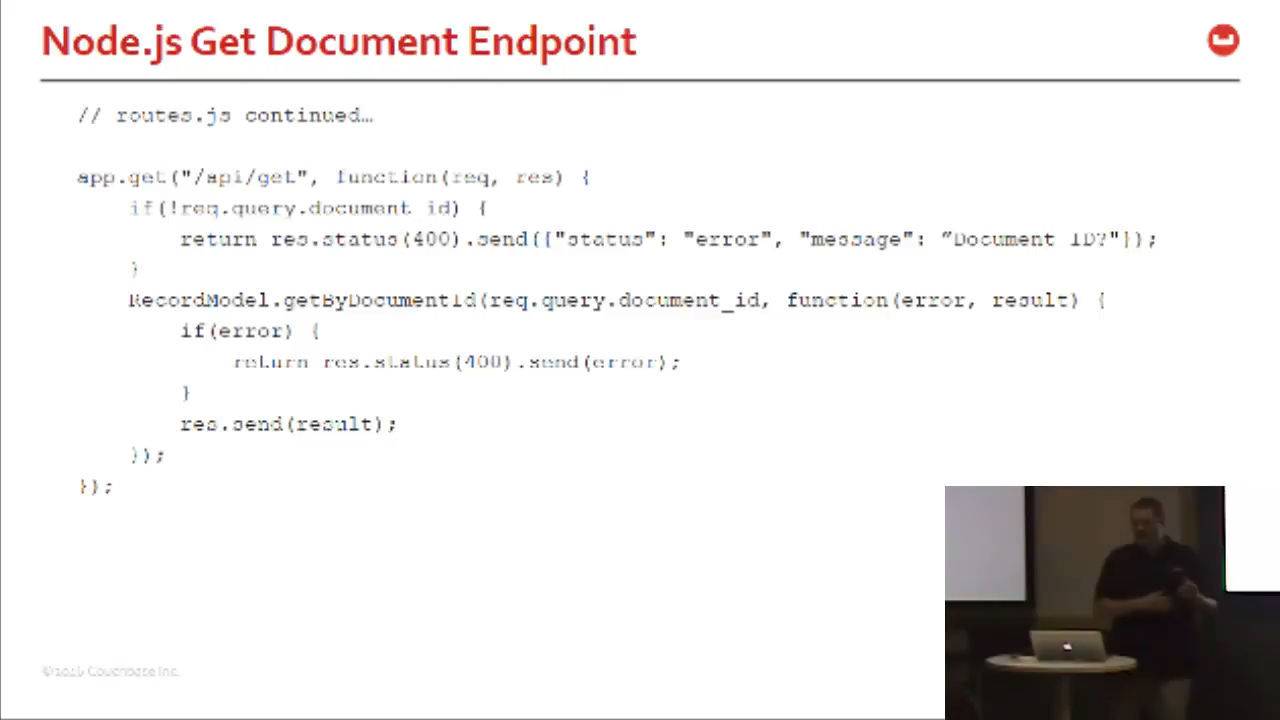 Node.js Get Document Endpoint
// routes.js continued…
app.get("/api/get", function(req, res) {
if(!req.query.document_id) {
return res.status(400).send({"status": "error", "message": “Document ID?"});
}
RecordModel.getByDocumentId(req.query.document_id, function(error, result) {
if(error) {
return res.status(400).send(error);
}
res.send(result);
});
});
©2016 Couchbase Inc.